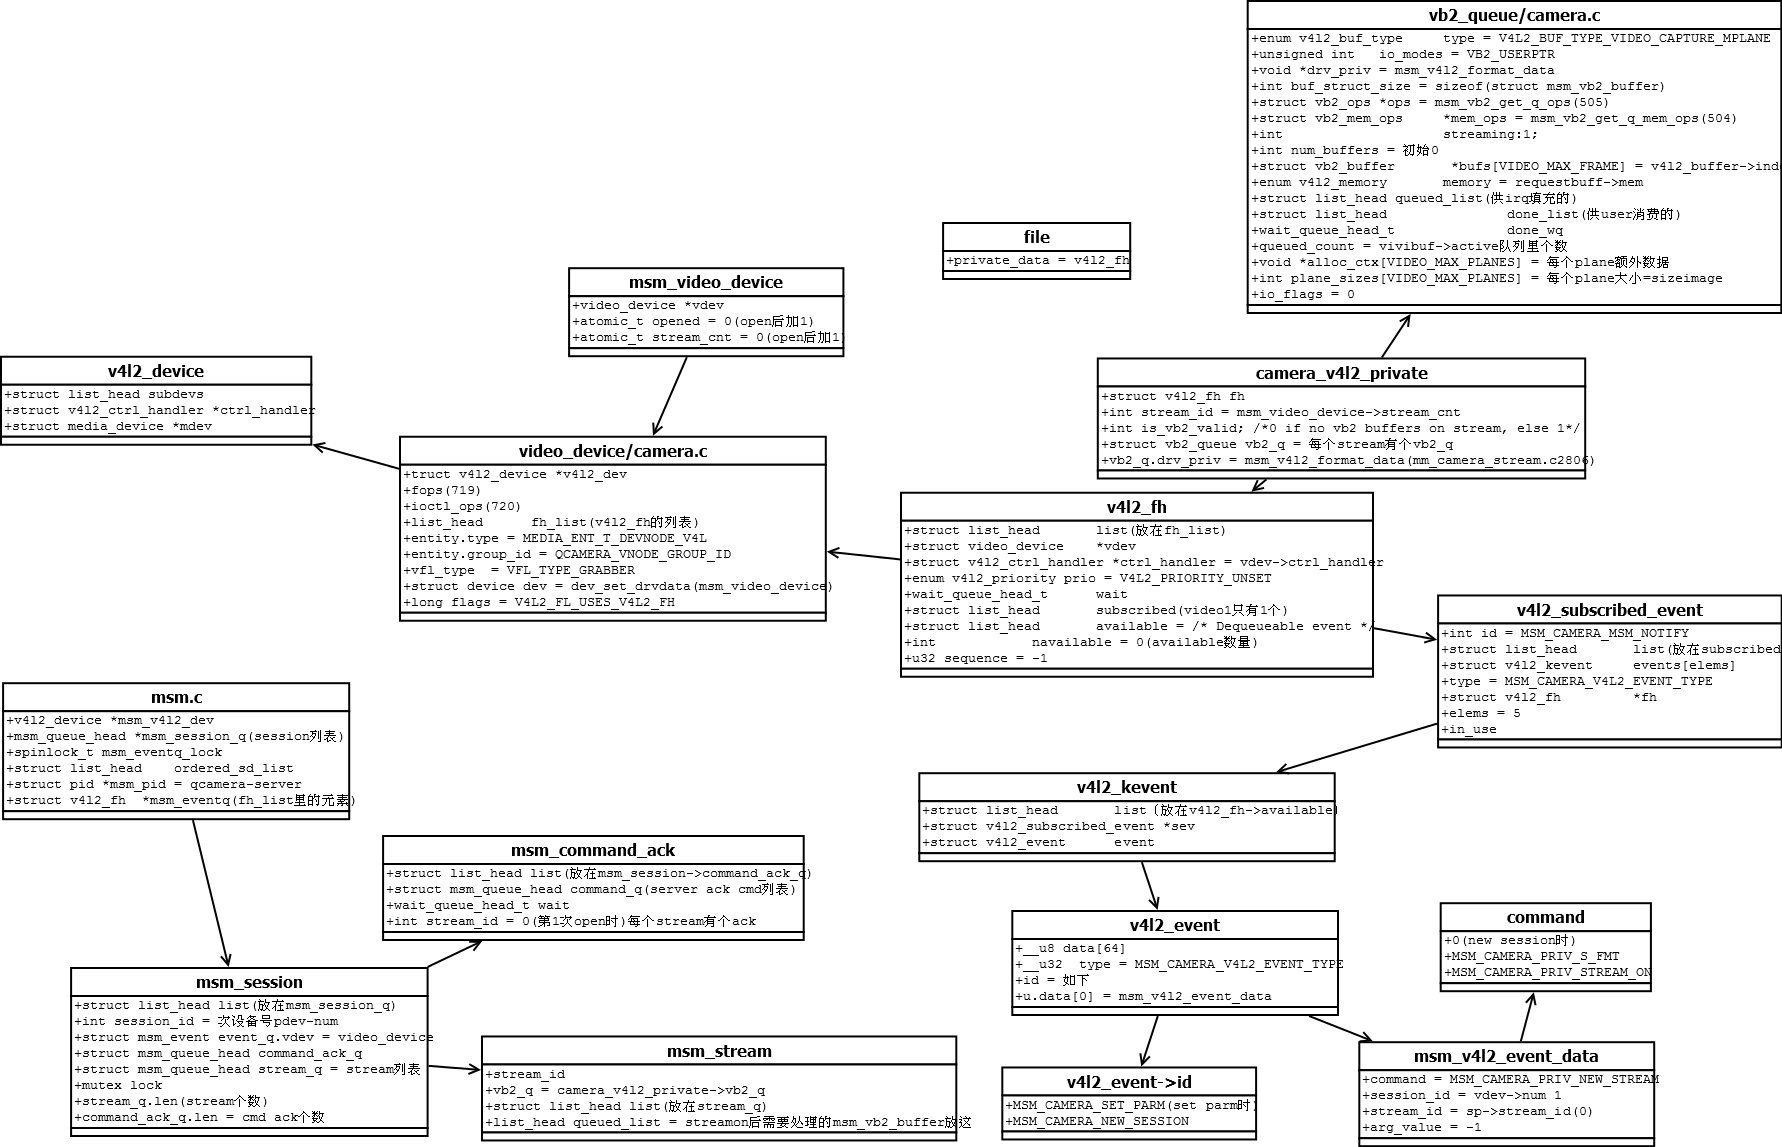 vb2_queue/camera.c
+enum v4l2_buf_type     type = V4L2_BUF_TYPE_VIDEO_CAPTURE_MPLANE
+unsigned int   io_modes = VB2_USERPTR
+void *drv_priv = msm_v4l2_format_data
+int buf_struct_size = sizeof(struct msm_vb2_buffer)
+struct vb2_ops *ops = msm_vb2_get_q_ops(505)
+struct vb2_mem_ops     *mem_ops = msm_vb2_get_q_mem_ops(504)
+int                    streaming:1;
+int num_buffers = 初始0
+struct vb2_buffer       *bufs[VIDEO_MAX_FRAME] = v4l2_buffer->ind
+enum v4l2_memory       memory = requestbuff->mem
+struct list_head queued_list(供irq填充的)
+struct list_head               done_list(供user消费的)
+wait_queue_head_t              done_wq
+queued_count = vivibuf->active队列里个数
+void *alloc_ctx[VIDEO_MAX_PLANES] = 每个plane额外数据
+int plane_sizes[VIDEO_MAX_PLANES] = 每个plane大小=sizeimage
+io_flags = 0
file
+private_data = v4l2_fh
msm_video_device
+video_device *vdev
+atomic_t opened = 0(open后加1)
+atomic_t stream_cnt = 0(open后加1)
v4l2_device
+struct list_head subdevs
+struct v4l2_ctrl_handler *ctrl_handler
+struct media_device *mdev
camera_v4l2_private
+struct v4l2_fh fh
+int stream_id = msm_video_device->stream_cnt
+int is_vb2_valid; /*0 if no vb2 buffers on stream, else 1*/
+struct vb2_queue vb2_q = 每个stream有个vb2_q
+vb2_q.drv_priv = msm_v4l2_format_data(mm_camera_stream.c2806)
video_device/camera.c
+truct v4l2_device *v4l2_dev
+fops(719)
+ioctl_ops(720)
+list_head      fh_list(v4l2_fh的列表)
+entity.type = MEDIA_ENT_T_DEVNODE_V4L
+entity.group_id = QCAMERA_VNODE_GROUP_ID
+vfl_type  = VFL_TYPE_GRABBER
+struct device dev = dev_set_drvdata(msm_video_device)
+long flags = V4L2_FL_USES_V4L2_FH
v4l2_fh
+struct list_head       list(放在fh_list)
+struct video_device    *vdev
+struct v4l2_ctrl_handler *ctrl_handler = vdev->ctrl_handler
+enum v4l2_priority prio = V4L2_PRIORITY_UNSET
+wait_queue_head_t      wait
+struct list_head       subscribed(video1只有1个)
+struct list_head       available = /* Dequeueable event */
+int            navailable = 0(available数量)
+u32 sequence = -1
v4l2_subscribed_event
+int id = MSM_CAMERA_MSM_NOTIFY
+struct list_head       list(放在subscribed
+struct v4l2_kevent     events[elems]
+type = MSM_CAMERA_V4L2_EVENT_TYPE
+struct v4l2_fh         *fh
+elems = 5
+in_use
msm.c
+v4l2_device *msm_v4l2_dev
+msm_queue_head *msm_session_q(session列表)
+spinlock_t msm_eventq_lock
+struct list_head    ordered_sd_list
+struct pid *msm_pid = qcamera-server
+struct v4l2_fh  *msm_eventq(fh_list里的元素)
v4l2_kevent
+struct list_head       list（放在v4l2_fh->available)
+struct v4l2_subscribed_event *sev
+struct v4l2_event      event
msm_command_ack
+struct list_head list(放在msm_session->command_ack_q)
+struct msm_queue_head command_q(server ack cmd列表)
+wait_queue_head_t wait
+int stream_id = 0(第1次open时)每个stream有个ack
v4l2_event
+__u8 data[64]
+__u32  type = MSM_CAMERA_V4L2_EVENT_TYPE
+id = 如下
+u.data[0] = msm_v4l2_event_data
command
+0(new session时)
+MSM_CAMERA_PRIV_S_FMT
+MSM_CAMERA_PRIV_STREAM_ON
msm_session
+struct list_head list(放在msm_session_q)
+int session_id = 次设备号pdev-num
+struct msm_event event_q.vdev = video_device
+struct msm_queue_head command_ack_q
+struct msm_queue_head stream_q = stream列表
+mutex lock
+stream_q.len(stream个数)
+command_ack_q.len = cmd ack个数
msm_stream
+stream_id
+vb2_q = camera_v4l2_private->vb2_q
+struct list_head list(放在stream_q)
+list_head queued_list = streamon后需要处理的msm_vb2_buffer放这
v4l2_event->id
+MSM_CAMERA_SET_PARM(set parm时)
+MSM_CAMERA_NEW_SESSION
msm_v4l2_event_data
+command = MSM_CAMERA_PRIV_NEW_STREAM
+session_id = vdev->num 1
+stream_id = sp->stream_id(0)
+arg_value = -1